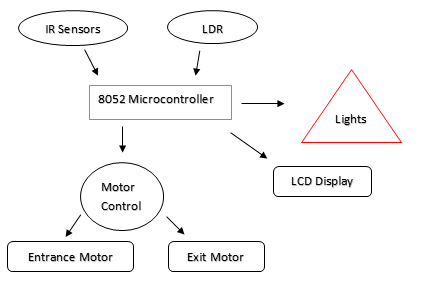 IR Sensors
LDR
8052 Microcontroller
Lights
LCD Display
Motor
Control
Entrance Motor
Exit Motor